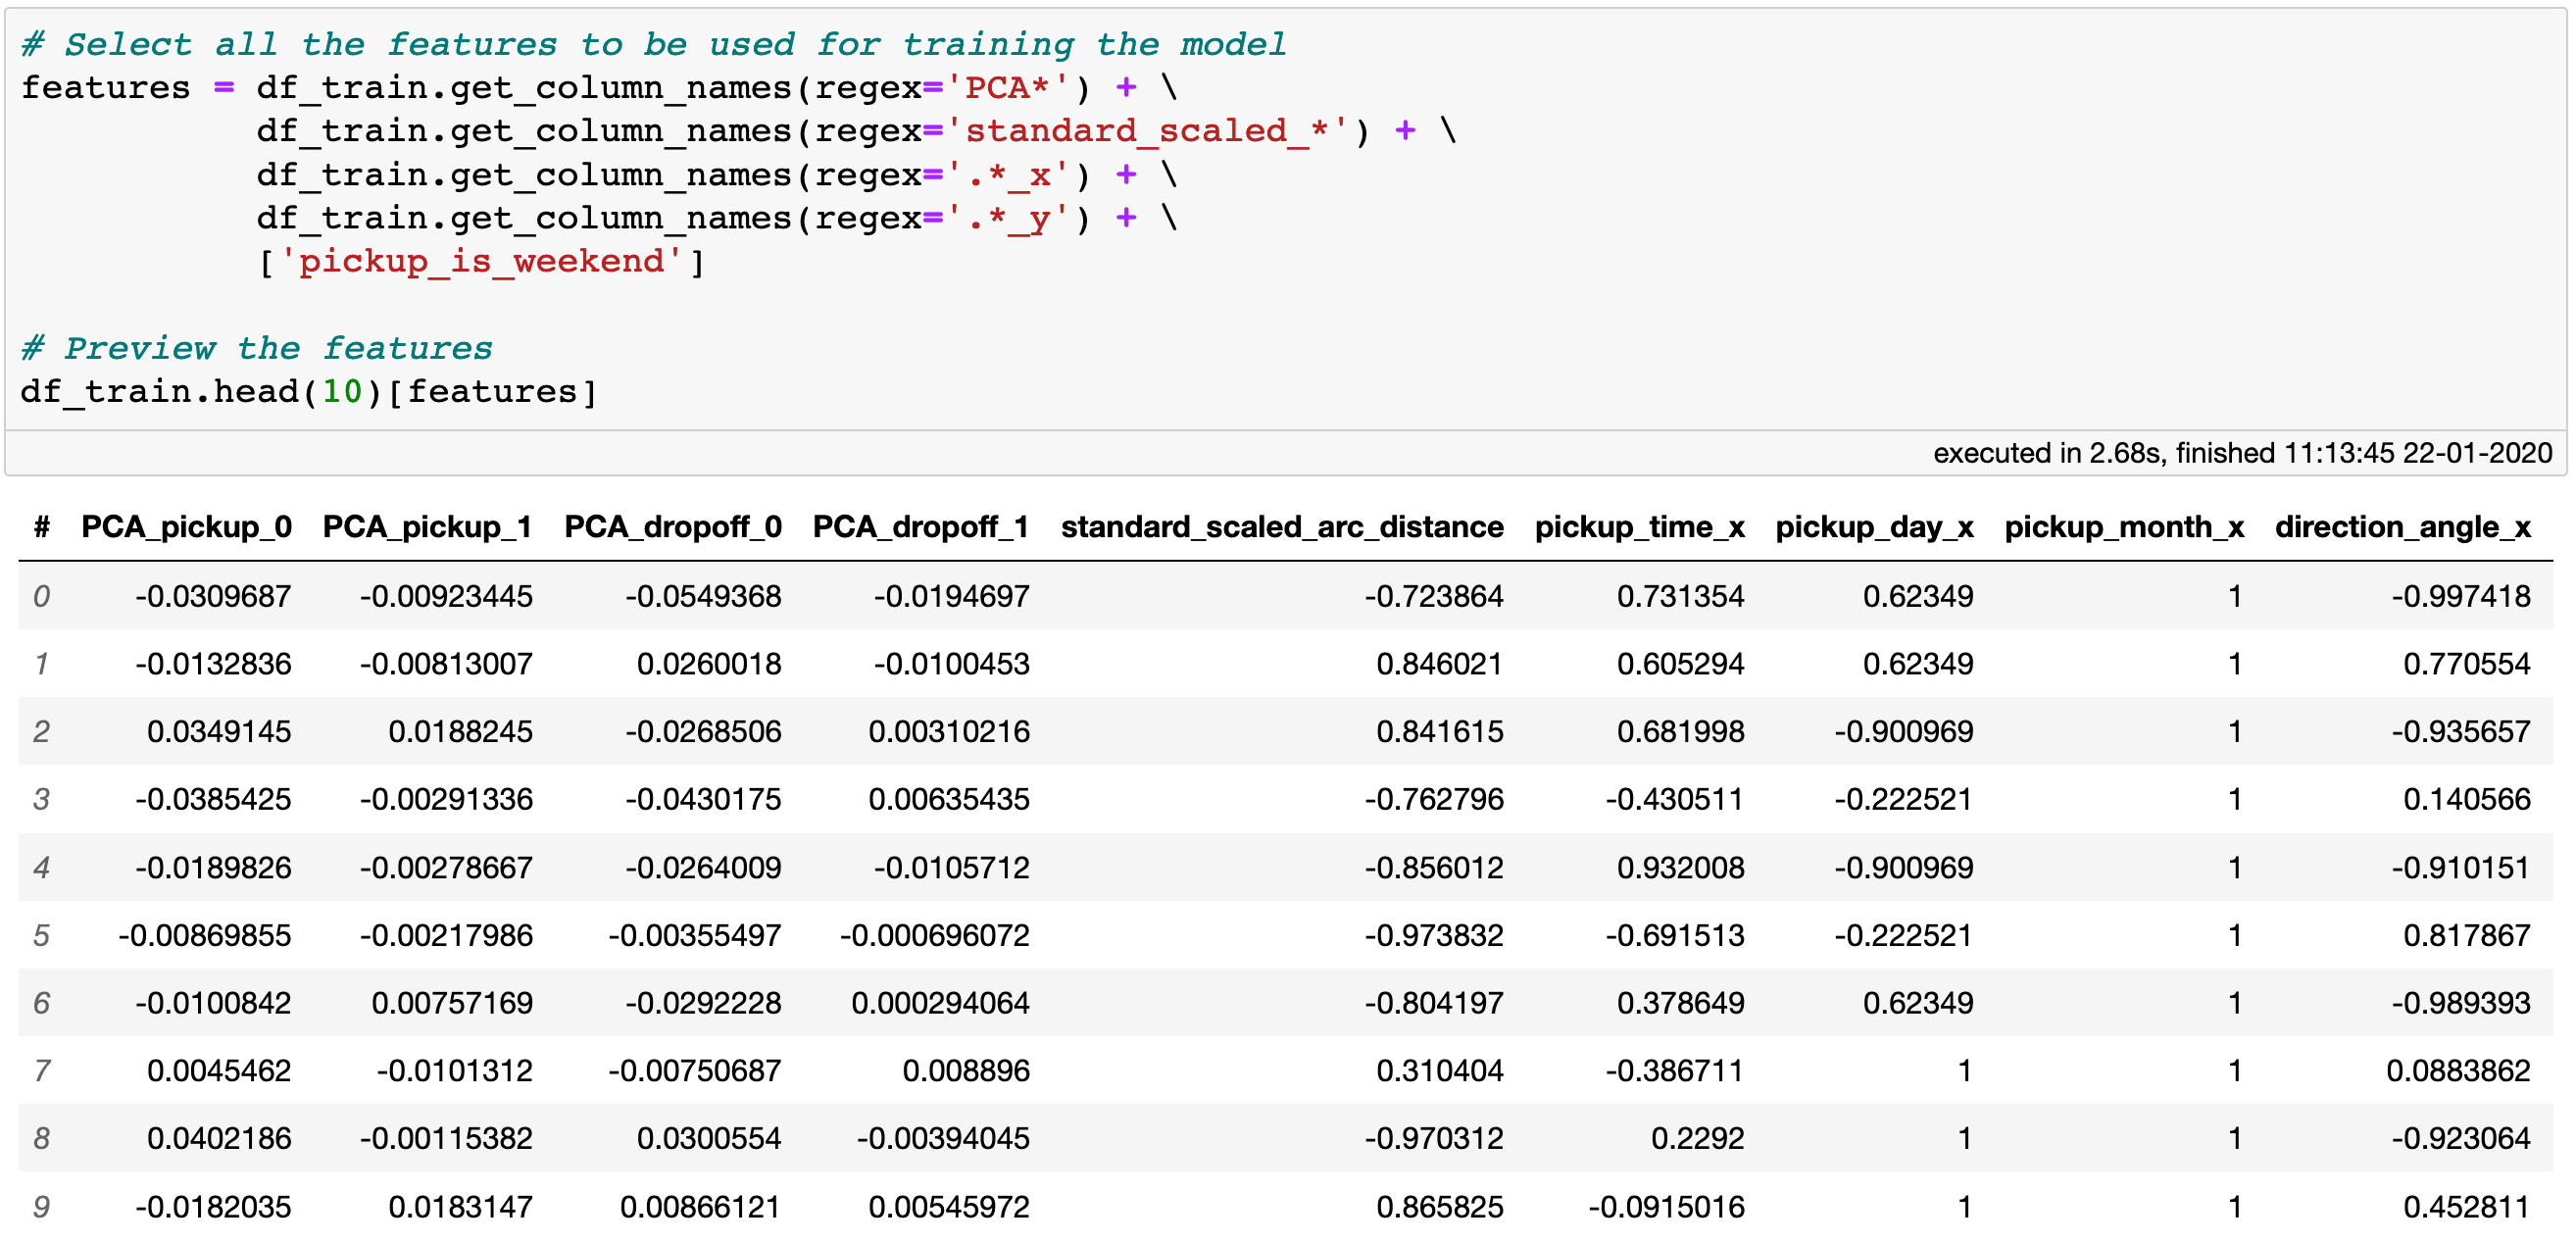 # Select all the features to be used for training the model
features = df_train.get_column_names(regex='PCA*') + \
           df_train.get_column_names(regex='standard_scaled_*') + \
           df_train.get_column_names(regex='.*_x') + \
           df_train.get_column_names(regex='.*_y') + \
           ['pickup_is_weekend']
# Preview the features
df_train.head(10)[features]
executed in 2.68s, finished 11:13:45 22-01-2020
# PCA_pickup_0 PCA_pickup_1 PCA_dropoff_0 PCA_dropoff_1 standard_scaled_arc_distance pickup_time_x pickup_day_x pickup_month_x direction_angle_x
0 -0.0309687 -0.00923445 -0.0549368 -0.0194697 -0.723864 0.731354 0.62349 1 -0.997418
1 -0.0132836 -0.00813007 0.0260018 -0.0100453 0.846021 0.605294 0.62349 1 0.770554
2 0.0349145 0.0188245 -0.0268506 0.00310216 0.841615 0.681998 -0.900969 1 -0.935657
3 -0.0385425 -0.00291336 -0.0430175 0.00635435 -0.762796 -0.430511 -0.222521 1 0.140566
4 -0.0189826 -0.00278667 -0.0264009 -0.0105712 -0.856012 0.932008 -0.900969 1 -0.910151
5 -0.00869855 -0.00217986 -0.00355497 -0.000696072 -0.973832 -0.691513 -0.222521 1 0.817867
6 -0.0100842 0.00757169 -0.0292228 0.000294064 -0.804197 0.378649 0.62349 1 -0.989393
7 0.0045462 -0.0101312 -0.00750687 0.008896 0.310404 -0.386711 1 1 0.0883862
8 0.0402186 -0.00115382 0.0300554 -0.00394045 -0.970312 0.2292 1 1 -0.923064
9 -0.0182035 0.0183147 0.00866121 0.00545972 0.865825 -0.0915016 1 1 0.452811